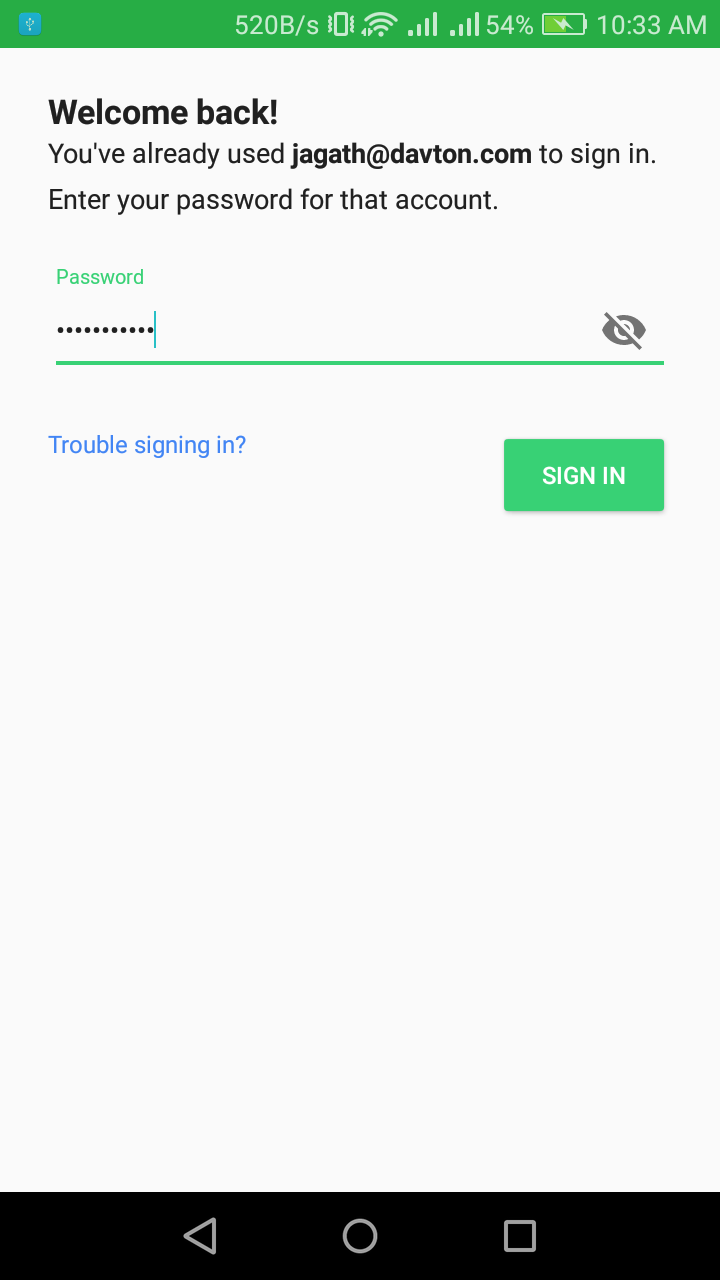 520B/s 54% 10:33 AM
Welcome back!
You've already used jagath@davton.com to sign in.
Enter your password for that account.
Password
•••••••••••
Trouble signing in?
SIGN IN